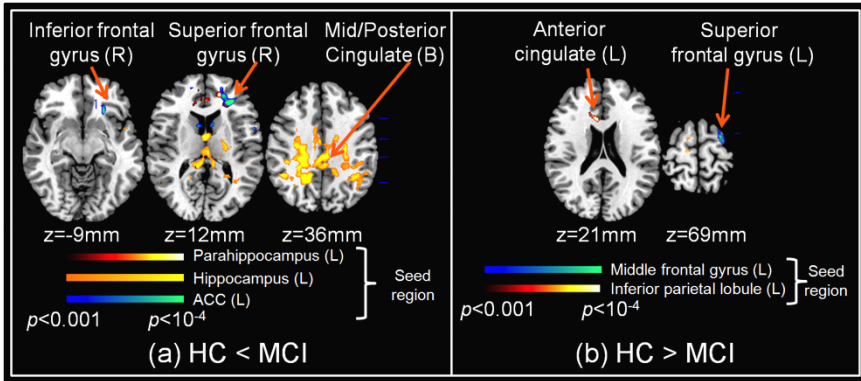 Inferior frontal
gyrus (R)
Superior frontal
gyrus (R)
Mid/Posterior
Cingulate (B)
z=-9mm
z=12mm
z=36mm
Parahippocampus (L)
Hippocampus (L)
ACC (L)
Seed
region
p<0.001
p<10-4
(a) HC < MCI
Anterior
cingulate (L)
Superior
frontal gyrus (L)
z=21mm
z=69mm
Middle frontal gyrus (L)
Inferior parietal lobule (L)
Seed
region
p<0.001
p<10-4
(b) HC > MCI